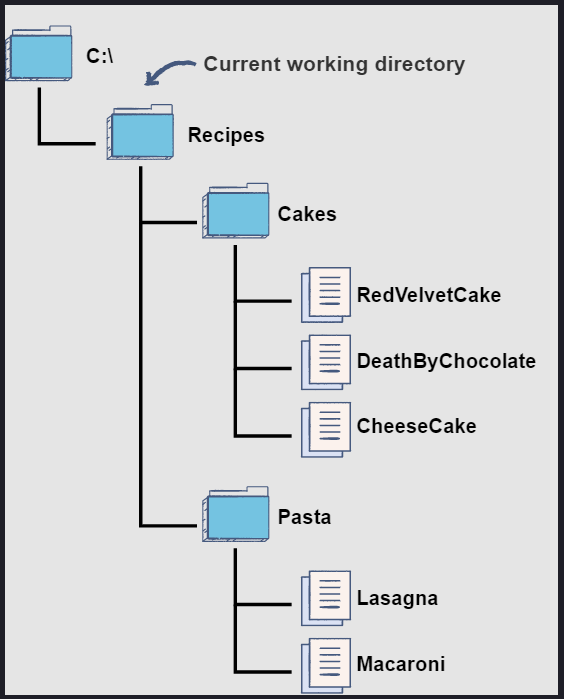 C:\
Current working directory
Recipes
Cakes
RedVelvetCake
DeathByChocolate
CheeseCake
Pasta
Lasagna
Macaroni